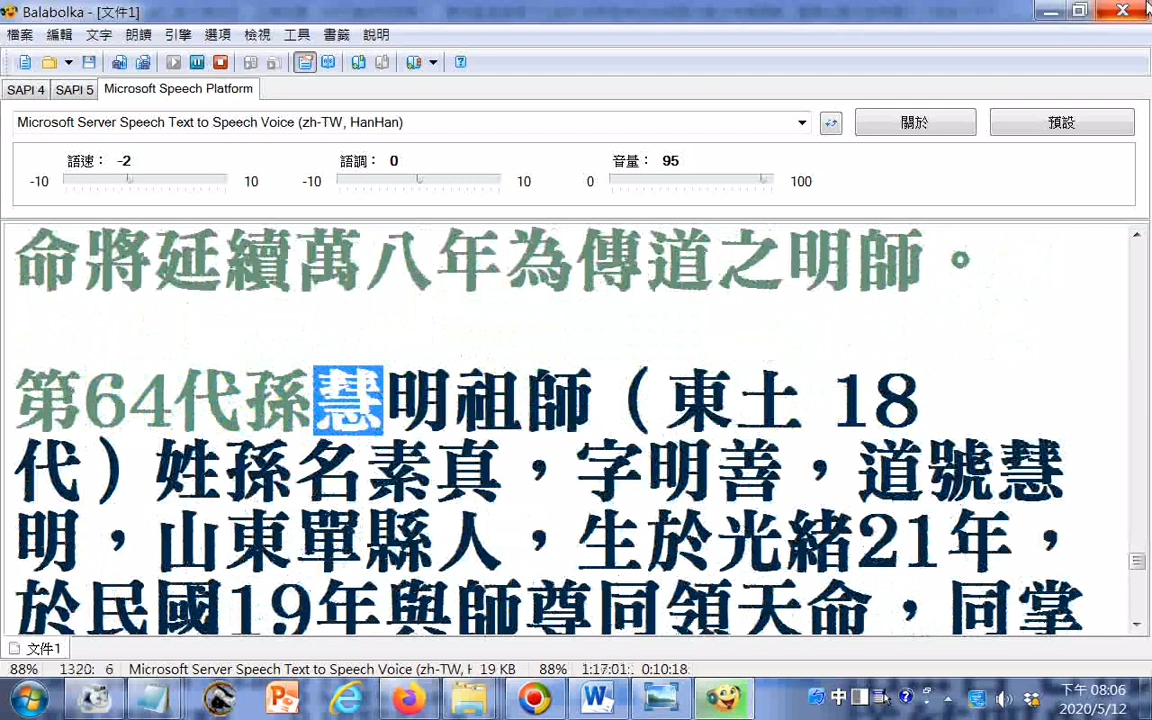 Balabolka - [文件1]
檔案 編輯 文字 朗讀 引擎 選項 檢視 工具 書籤 說明
SAPI 4 SAPI 5 Microsoft Speech Platform
Microsoft Server Speech Text to Speech Voice (zh-TW, HanHan) 關於 預設
語速： -2 語調： 0 音量： 95
-10 10 -10 10 0 100
命將延續萬八年為傳道之明師。
第64代孫慧明祖師（東土 18
代）姓孫名素真，字明善，道號慧
明，山東單縣人，生於光緒21年，
於民國19年與師尊同領天命，同掌
文件1
88% 1320: 6 Microsoft Server Speech Text to Speech Voice (zh-TW, H 19 KB 88% 1:17:01: 0:10:18
中 下午 08:06
2020/5/12